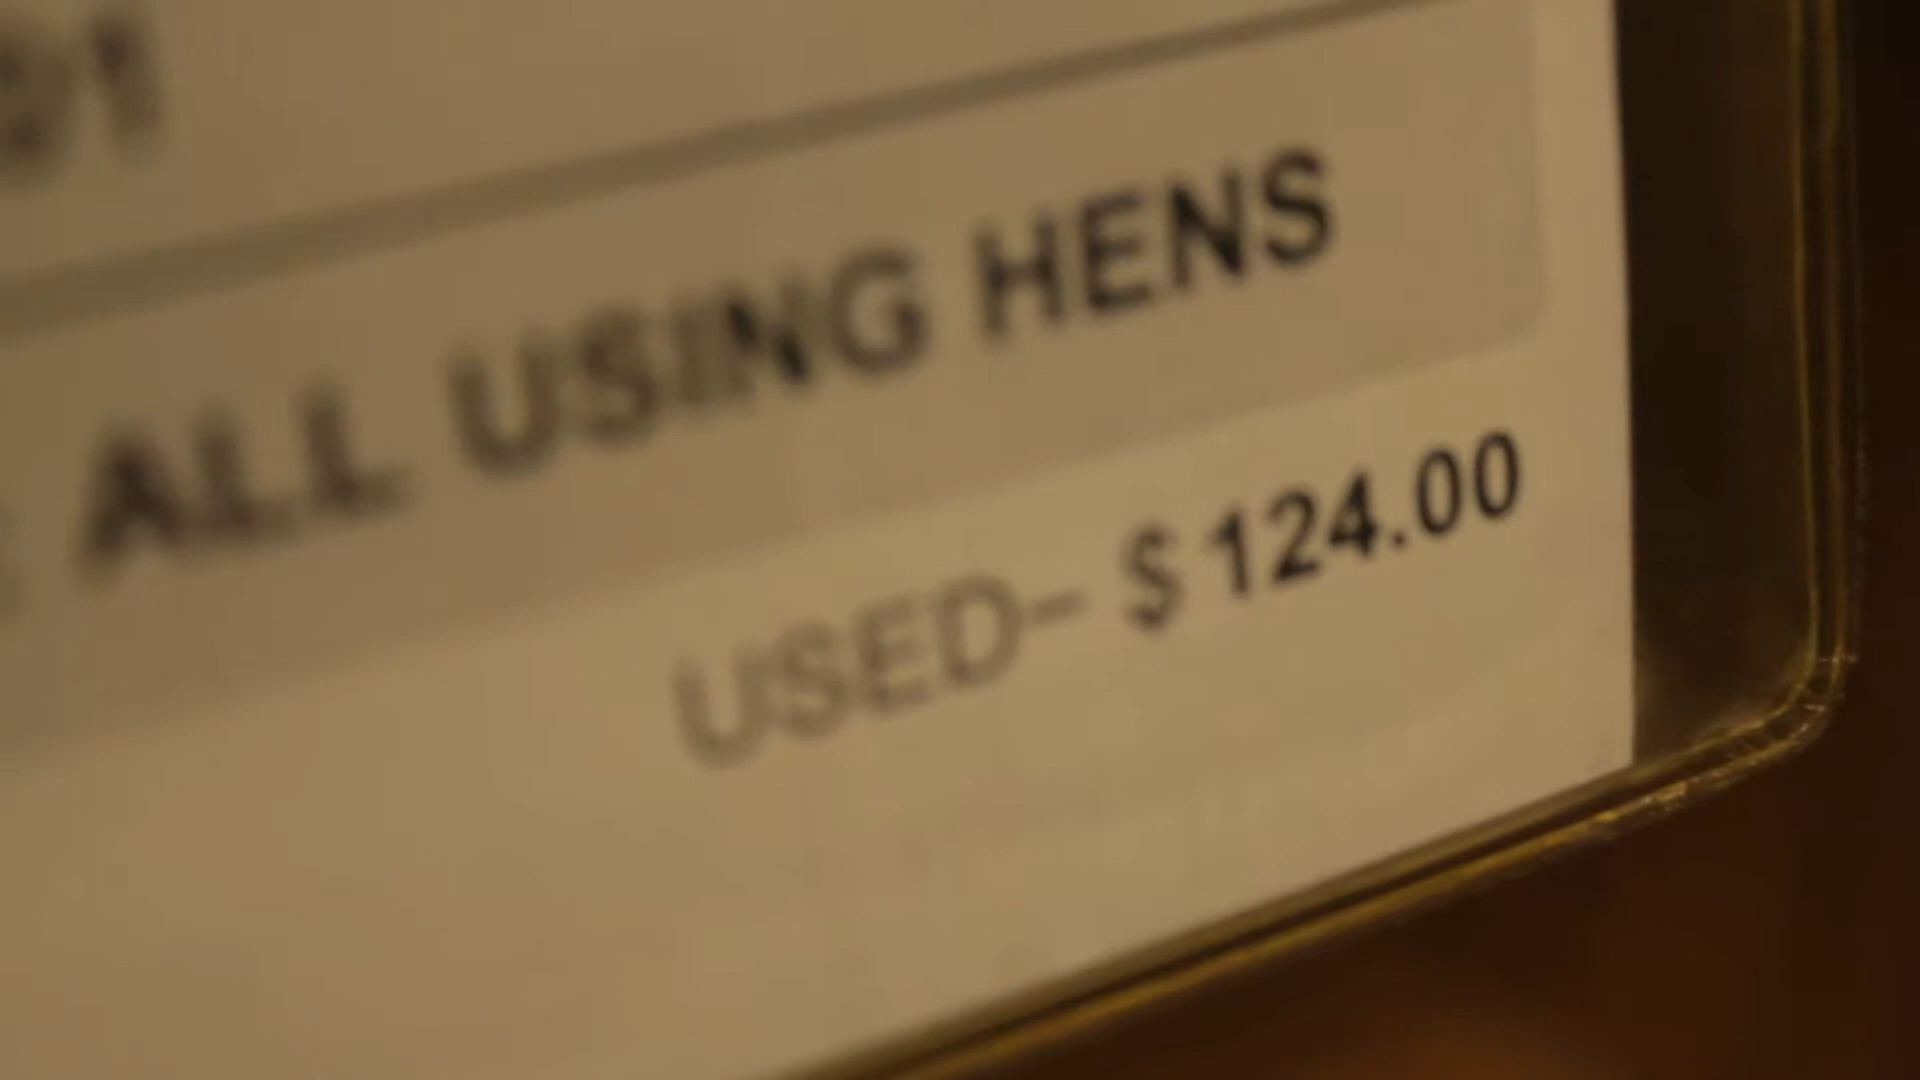 ALL USING HENS
USED– $124.00